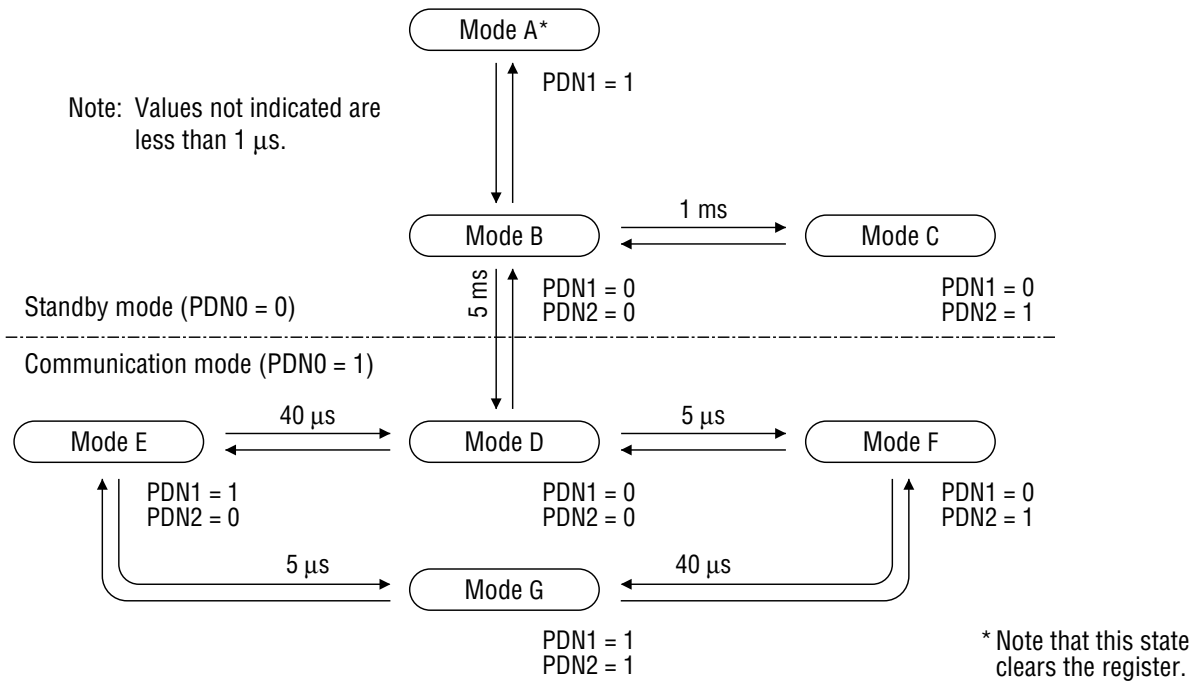 Mode A*
PDN1 = 1
Note: Values not indicated are
less than 1 μs.
1 ms
Mode B
Mode C
5 ms
PDN1 = 0
PDN2 = 0
PDN1 = 0
PDN2 = 1
Standby mode (PDN0 = 0)
Communication mode (PDN0 = 1)
40 μs
5 μs
Mode E
Mode D
Mode F
PDN1 = 1
PDN2 = 0
PDN1 = 0
PDN2 = 0
PDN1 = 0
PDN2 = 1
5 μs
40 μs
Mode G
PDN1 = 1
PDN2 = 1
* Note that this state
clears the register.